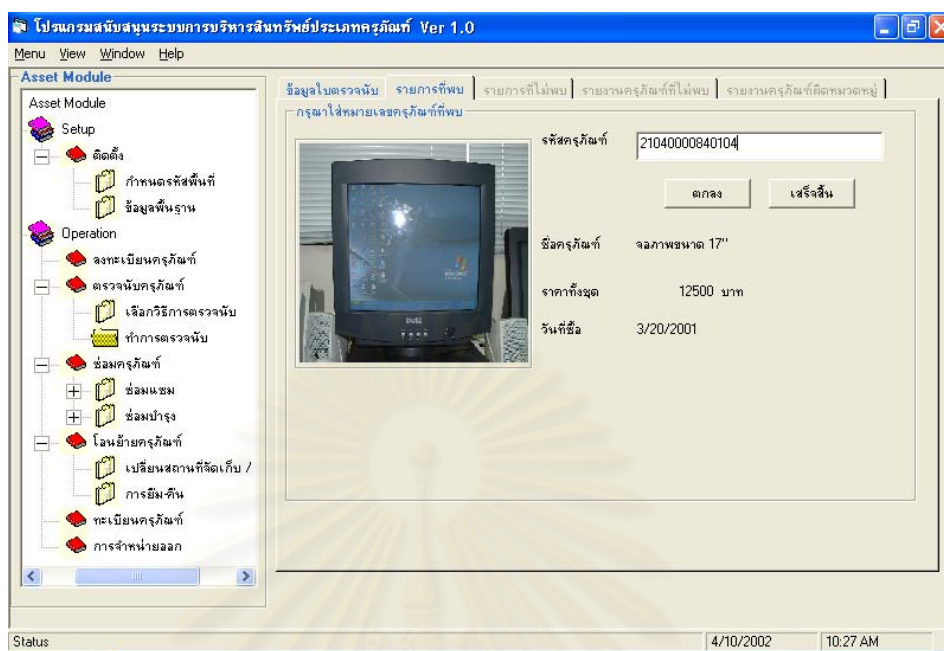 โปรแกรมสนับสนุนระบบการบริหารสินทรัพย์ประเภทครุภัณฑ์ Ver 1.0
Menu View Window Help
Asset Module
Asset Module
Setup
ติดตั้ง
กำหนดรหัสพื้นที่
ข้อมูลพื้นฐาน
Operation
ลงทะเบียนครุภัณฑ์
ตรวจนับครุภัณฑ์
เลือกวิธีการตรวจนับ
ทำการตรวจนับ
ซ่อมครุภัณฑ์
ซ่อมแซม
ซ่อมบำรุง
โอนย้ายครุภัณฑ์
เปลี่ยนสถานที่จัดเก็บ /
การยืม-คืน
ทะเบียนครุภัณฑ์
การจำหน่ายออก
ข้อมูลใบตรวจนับ รายการที่พบ รายการที่ไม่พบ รายงานครุภัณฑ์ที่ไม่พบ รายงานครุภัณฑ์ผิดหมวดหมู่
กรุณาใส่หมายเลขครุภัณฑ์ที่พบ
รหัสครุภัณฑ์ 21040000840104
ตกลง เสร็จสิ้น
ชื่อครุภัณฑ์ จอภาพขนาด 17"
ราคาทั้งชุด 12500 บาท
วันที่ซื้อ 3/20/2001
DELL
Status 4/10/2002 10:27 AM